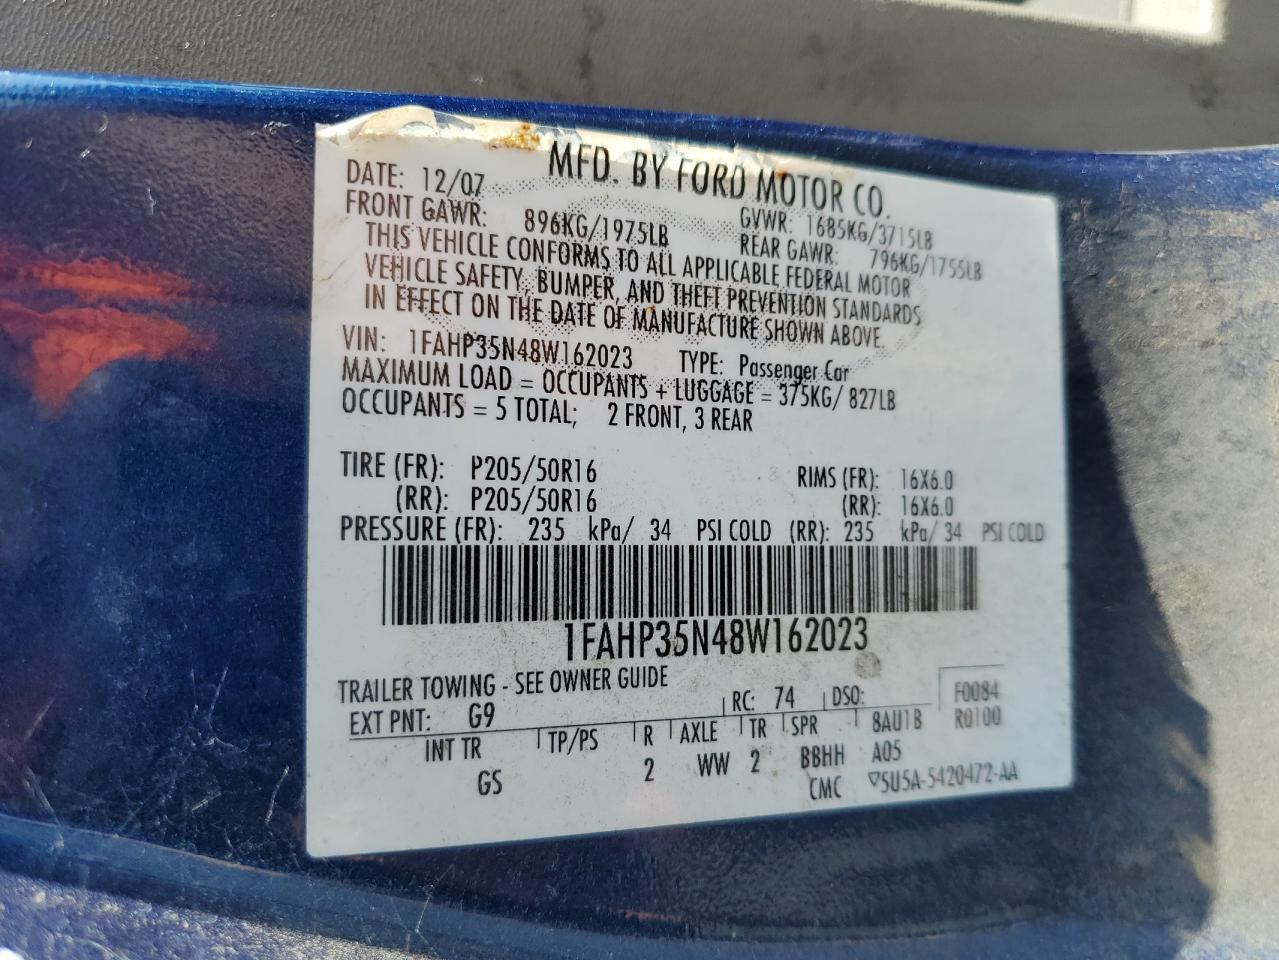 MFD. BY FORD MOTOR CO.
DATE: 12/07 GVWR: 1685KG/3715LB
FRONT GAWR: 896KG/1975LB REAR GAWR: 796KG/1755LB
THIS VEHICLE CONFORMS TO ALL APPLICABLE FEDERAL MOTOR
VEHICLE SAFETY, BUMPER, AND THEFT PREVENTION STANDARDS
IN EFFECT ON THE DATE OF MANUFACTURE SHOWN ABOVE.
VIN: 1FAHP35N48W162023 TYPE: Passenger Car
MAXIMUM LOAD = OCCUPANTS + LUGGAGE = 375KG/ 827LB
OCCUPANTS = 5 TOTAL; 2 FRONT, 3 REAR
TIRE (FR): P205/50R16 RIMS (FR): 16X6.0
(RR): P205/50R16 (RR): 16X6.0
PRESSURE (FR): 235 kPa/ 34 PSI COLD (RR): 235 kPa/ 34 PSI COLD
1FAHP35N48W162023
TRAILER TOWING - SEE OWNER GUIDE
EXT PNT: G9 RC: 74 DSO: F0084
INT TR TP/PS R AXLE TR SPR 8AU1B R0100
GS 2 WW 2 BBHH A05
CMC ▽5U5A-5420472-AA